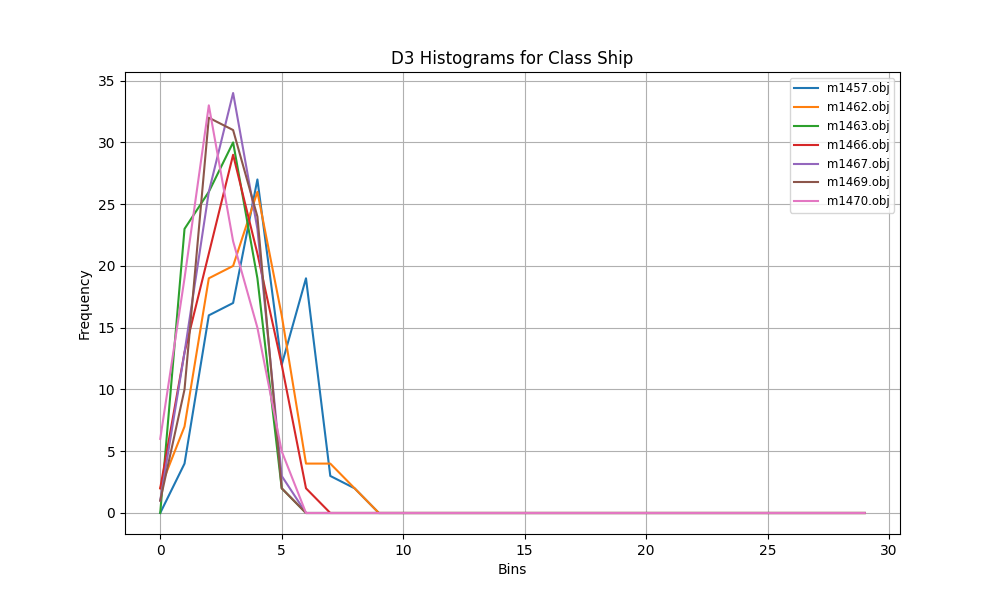 D3 Histograms for Class Ship
Frequency
35
30
25
20
15
10
5
0
0 5 10 15 20 25 30
Bins
m1457.obj
m1462.obj
m1463.obj
m1466.obj
m1467.obj
m1469.obj
m1470.obj